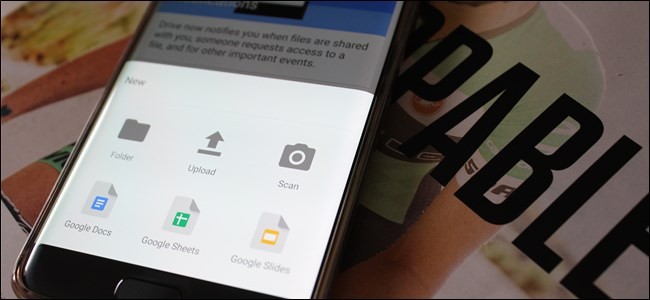 Drive now notifies you when files are shared
with you, someone requests access to a
file, and for other important events.
New
Folder
Upload
Scan
Google Docs
Google Sheets
Google Slides
PABLE